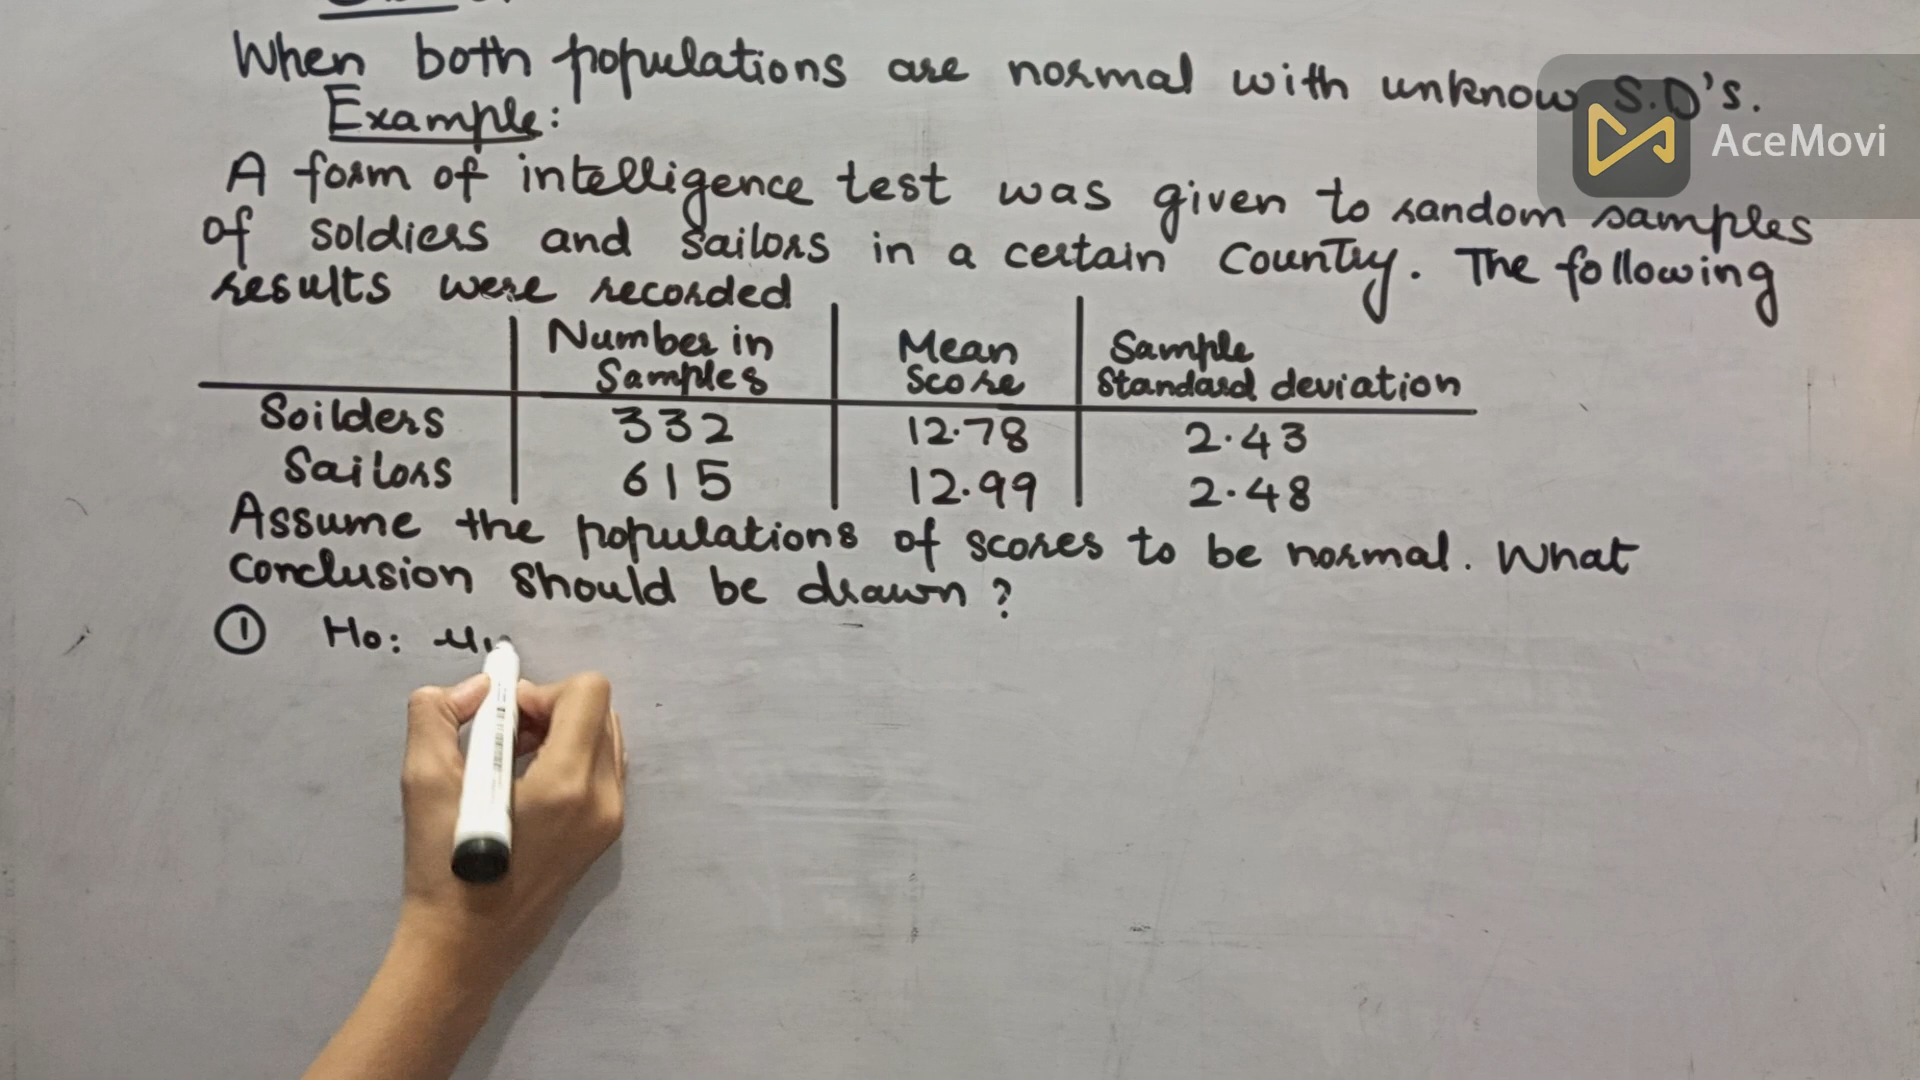 When both populations are normal with unknow S.D's.
AceMovi
Example:
A form of intelligence test was given to random samples
of soldiers and sailors in a certain Country. The following
results were recorded
Number in Samples
Mean Score
Sample Standard deviation
Soilders 332 12.78 2.43
Sailors 615 12.99 2.48
Assume the populations of scores to be normal. What
conclusion should be drawn?
① Ho: μ